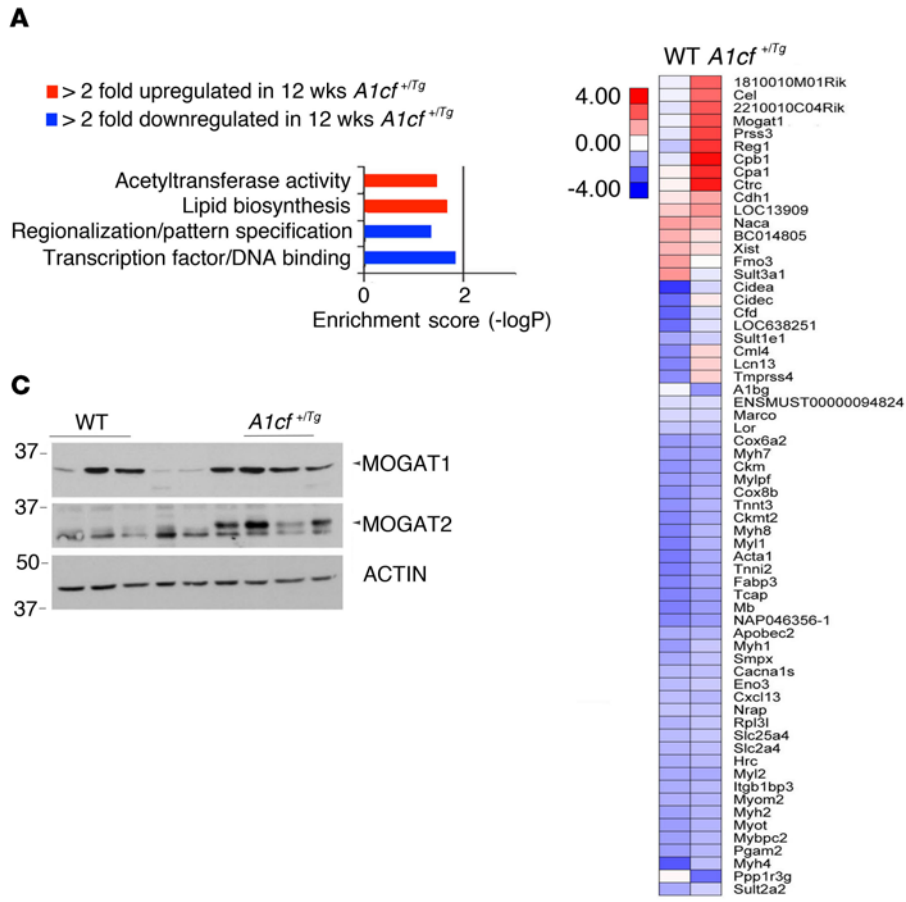 A
> 2 fold upregulated in 12 wks A1cf +/Tg
> 2 fold downregulated in 12 wks A1cf +/Tg
Acetyltransferase activity
Lipid biosynthesis
Regionalization/pattern specification
Transcription factor/DNA binding
0 2
Enrichment score (-logP)
C
WT A1cf +/Tg
37-
MOGAT1
37-
MOGAT2
50-
ACTIN
37-
WT A1cf +/Tg
4.00
0.00
-4.00
1810010M01Rik
Cel
2210010C04Rik
Mogat1
Prss3
Reg1
Cpb1
Cpa1
Ctrc
Cdh1
LOC13909
Naca
BC014805
Xist
Fmo3
Sult3a1
Cidea
Cidec
Cfd
LOC638251
Sult1e1
Cml4
Lcn13
Tmprss4
A1bg
ENSMUST00000094824
Marco
Lor
Cox6a2
Myh7
Ckm
Mylpf
Cox8b
Tnnt3
Ckmt2
Myh8
Myl1
Acta1
Tnni2
Fabp3
Tcap
Mb
NAP046356-1
Apobec2
Myh1
Smpx
Cacna1s
Eno3
Cxcl13
Nrap
Rpl3l
Slc25a4
Slc2a4
Hrc
Myl2
Itgb1bp3
Myom2
Myh2
Myot
Mybpc2
Pgam2
Myh4
Ppp1r3g
Sult2a2